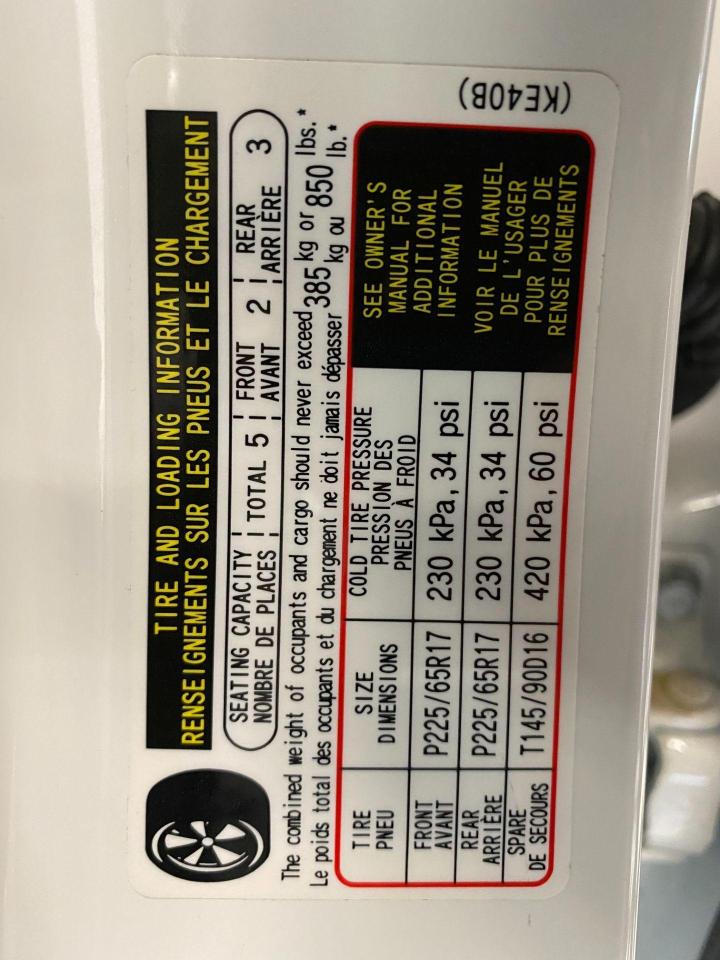 TIRE AND LOADING INFORMATION
RENSEIGNEMENTS SUR LES PNEUS ET LE CHARGEMENT
SEATING CAPACITY TOTAL 5 FRONT 2 REAR 3
NOMBRE DE PLACES AVANT ARRIÈRE
The combined weight of occupants and cargo should never exceed 385 kg or 850 lbs.*
Le poids total des occupants et du chargement ne doit jamais dépasser kg ou lb.*
TIRE SIZE COLD TIRE PRESSURE
PNEU DIMENSIONS PRESSION DES
PNEUS À FROID
FRONT P225/65R17 230 kPa, 34 psi
AVANT
REAR P225/65R17 230 kPa, 34 psi
ARRIÈRE
SPARE T145/90D16 420 kPa, 60 psi
DE SECOURS
SEE OWNER'S
MANUAL FOR
ADDITIONAL
INFORMATION
VOIR LE MANUEL
DE L'USAGER
POUR PLUS DE
RENSEIGNEMENTS
(KE40B)